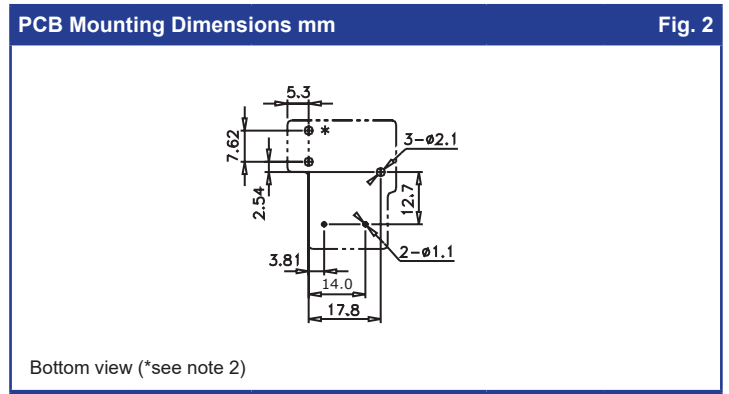 PCB Mounting Dimensions mm Fig. 2
5.3
*
7.62
3-ø2.1
2.54
12.7
2-ø1.1
3.81
14.0
17.8
Bottom view (*see note 2)